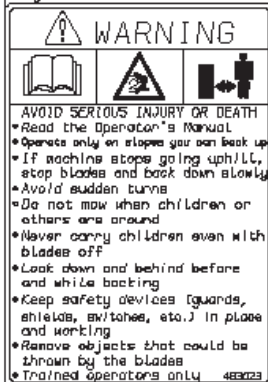 WARNING
AVOID SERIOUS INJURY OR DEATH
• Read the Operator's Manual
• Operate only on slopes you can back up
• If machine stops going uphill,
stop blades and back down slowly
• Avoid sudden turns
• Do not mow when children or
others are around
• Never carry children even with
blades off
• Look down and behind before
and while backing
• Keep safety devices (guards,
shields, switches, etc.) in place
and working
• Remove objects that could be
thrown by the blades
• Trained operators only 483023